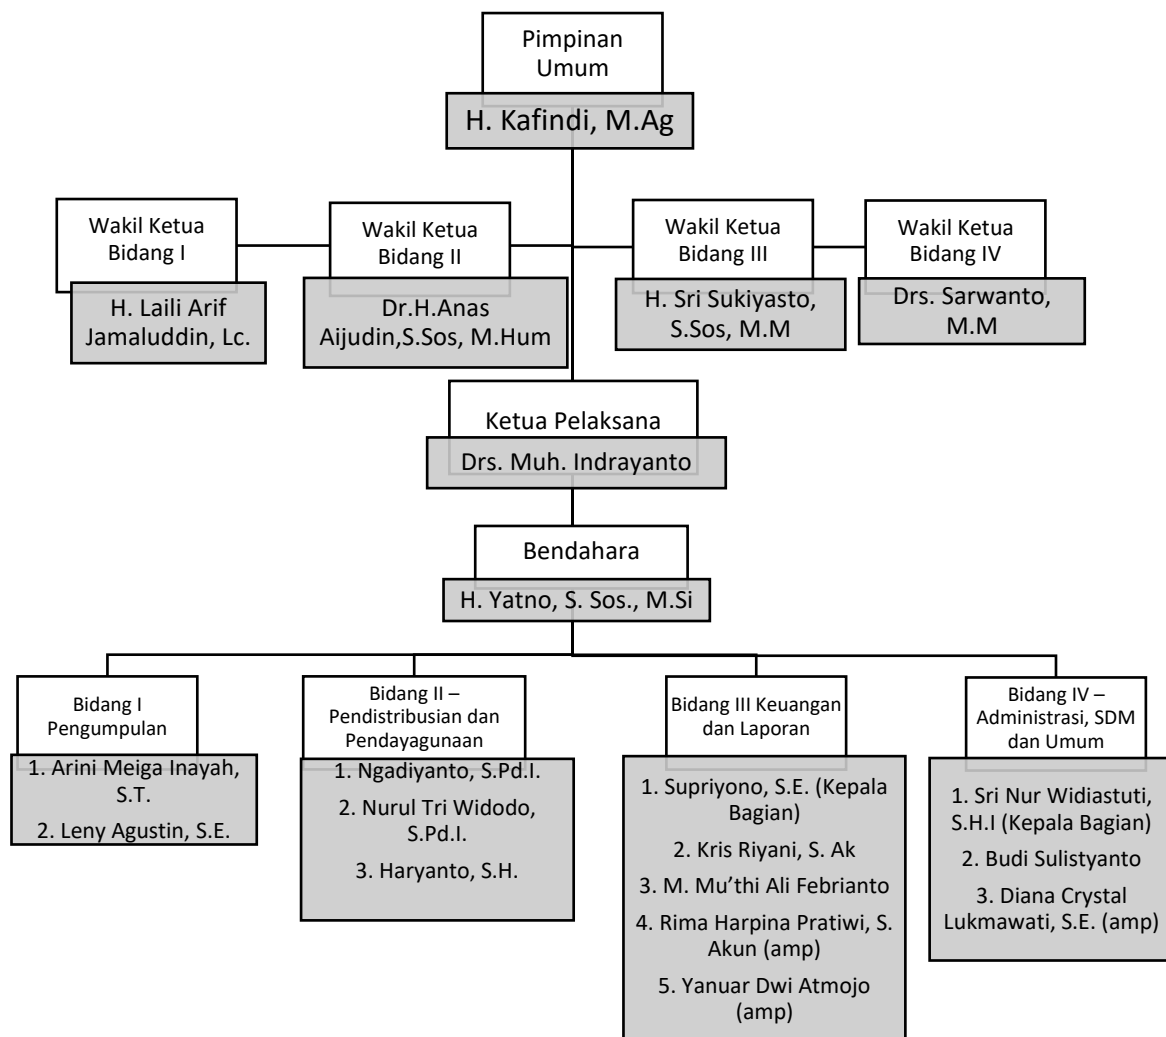 Pimpinan
Umum
H. Kafindi, M.Ag
Wakil Ketua
Bidang I
H. Laili Arif
Jamaluddin, Lc.
Wakil Ketua
Bidang II
Dr.H.Anas
Aijudin,S.Sos, M.Hum
Wakil Ketua
Bidang III
H. Sri Sukiyasto,
S.Sos, M.M
Wakil Ketua
Bidang IV
Drs. Sarwanto,
M.M
Ketua Pelaksana
Drs. Muh. Indrayanto
Bendahara
H. Yatno, S. Sos., M.Si
Bidang I
Pengumpulan
1. Arini Meiga Inayah,
S.T.
2. Leny Agustin, S.E.
Bidang II –
Pendistribusian dan
Pendayagunaan
1. Ngadiyanto, S.Pd.I.
2. Nurul Tri Widodo,
S.Pd.I.
3. Haryanto, S.H.
Bidang III Keuangan
dan Laporan
1. Supriyono, S.E. (Kepala
Bagian)
2. Kris Riyani, S. Ak
3. M. Mu’thi Ali Febrianto
4. Rima Harpina Pratiwi, S.
Akun (amp)
5. Yanuar Dwi Atmojo
(amp)
Bidang IV –
Administrasi, SDM
dan Umum
1. Sri Nur Widiastuti,
S.H.I (Kepala Bagian)
2. Budi Sulistyanto
3. Diana Crystal
Lukmawati, S.E. (amp)